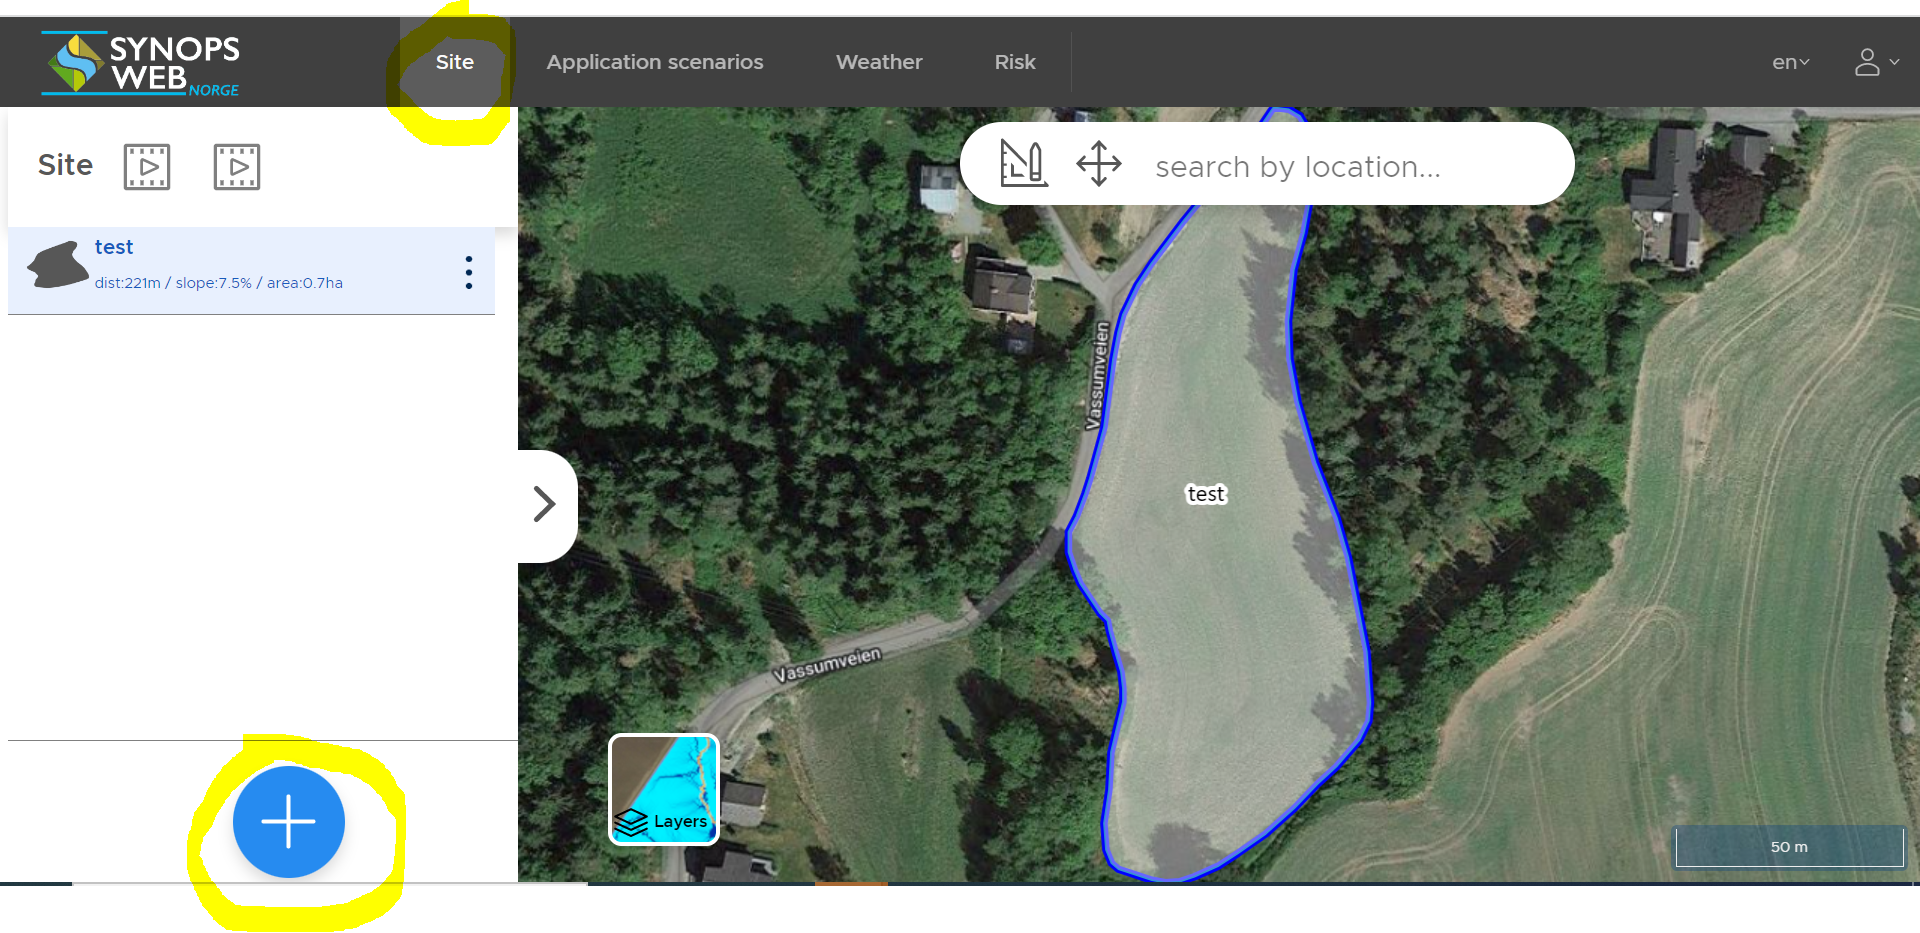 SYNOPS
WEB NORGE
Site
Application scenarios
Weather
Risk
en
Site
search by location...
test
dist:221m / slope:7.5% / area:0.7ha
Vassumveien
test
Vassumveien
Layers
50 m